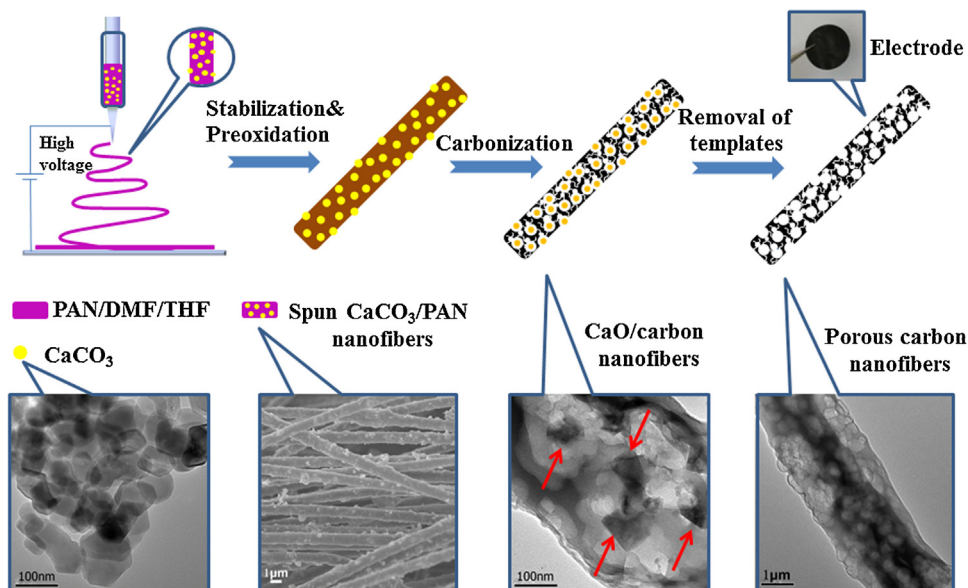 Electrode
Stabilization&
Preoxidation
Carbonization
Removal of
templates
High
voltage
PAN/DMF/THF
CaCO₃
Spun CaCO₃/PAN
nanofibers
CaO/carbon
nanofibers
Porous carbon
nanofibers
100nm
1μm
100nm
1μm